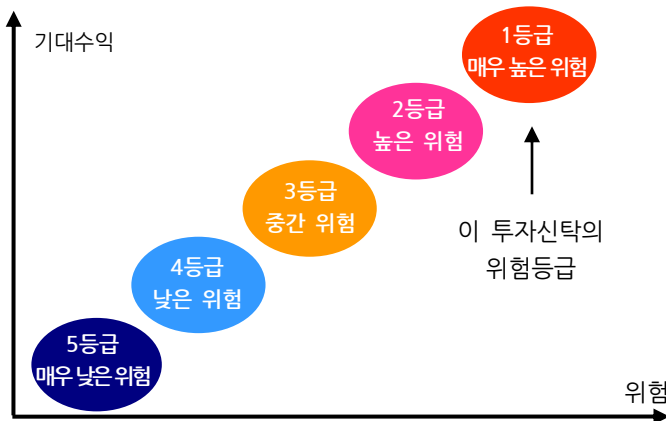 기대수익
1등급
매우 높은 위험
2등급
높은 위험
3등급
중간 위험
이 투자신탁의
위험등급
4등급
낮은 위험
5등급
매우 낮은 위험
위험